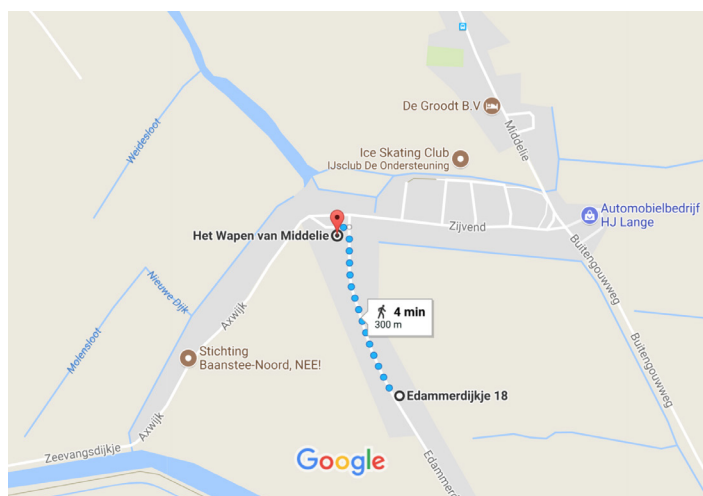 De Groodt B.V
Middelie
Weidesloot
Ice Skating Club
IJsclub De Ondersteuning
Automobielbedrijf
HJ Lange
Het Wapen van Middelie
Zijvend
Buitengouwweg
Nieuwe Dijk
Axwijk
4 min
300 m
Molensloot
Stichting
Baanstee-Noord, NEE!
Buitengouwweg
Edammerdijkje 18
Axwijk
Zeevangsdijkje
Google
Edammer